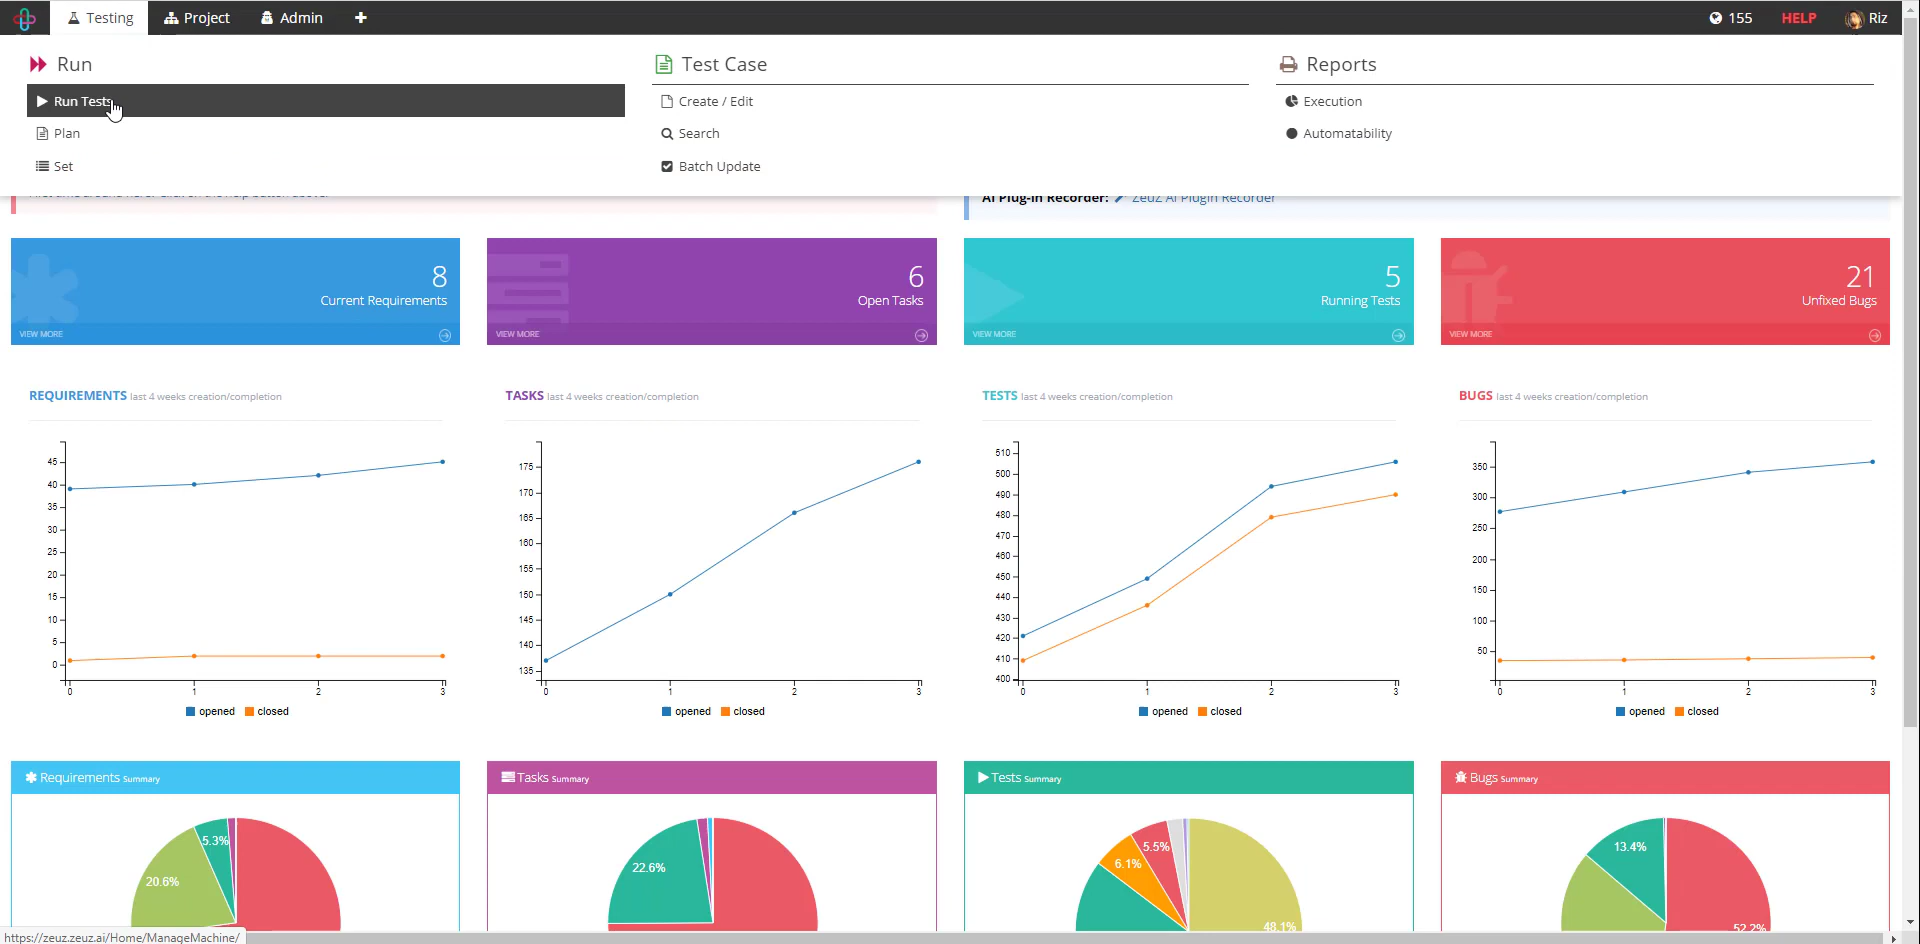 Testing
Project
Admin
155
HELP
Riz
Run
Run Tests
Plan
Set
Test Case
Create / Edit
Search
Batch Update
Reports
Execution
Automatability
AI Plug-in Recorder: ZeuZ AI Plugin Recorder
8
Current Requirements
VIEW MORE
6
Open Tasks
VIEW MORE
5
Running Tests
VIEW MORE
21
Unfixed Bugs
VIEW MORE
REQUIREMENTS last 4 weeks creation/completion
45
40
35
30
25
20
15
10
5
0
0 1 2 3
opened closed
TASKS last 4 weeks creation/completion
175
170
165
160
155
150
145
140
135
0 1 2 3
opened closed
TESTS last 4 weeks creation/completion
510
500
490
480
470
460
450
440
430
420
410
400
0 1 2 3
opened closed
BUGS last 4 weeks creation/completion
350
300
250
200
150
100
50
0 1 2 3
opened closed
Requirements Summary
5.3%
20.6%
Tasks Summary
22.6%
Tests Summary
5.5%
6.1%
48.1%
Bugs Summary
13.4%
52.2%
https://zeuz.zeuz.ai/Home/ManageMachine/